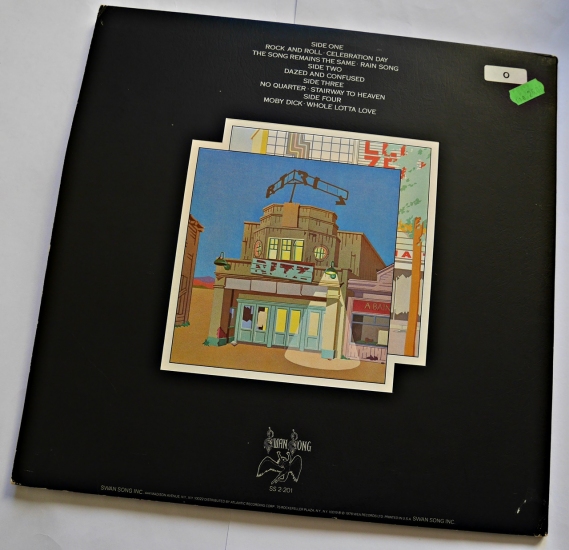 SIDE ONE
ROCK AND ROLL · CELEBRATION DAY
THE SONG REMAINS THE SAME · RAIN SONG
SIDE TWO
DAZED AND CONFUSED
SIDE THREE
NO QUARTER · STAIRWAY TO HEAVEN
SIDE FOUR
MOBY DICK · WHOLE LOTTA LOVE
O
SWAN SONG
SS 2-201
SWAN SONG INC.
SWAN SONG INC.